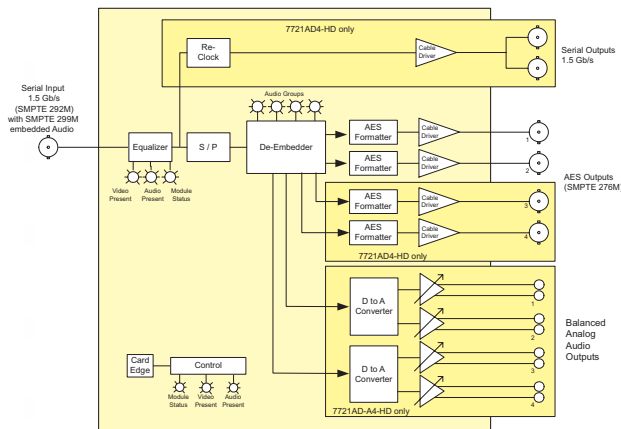 7721AD4-HD only
Re-
Clock
Cable
Driver
Serial Outputs
1.5 Gb/s
Serial Input
1.5 Gb/s
(SMPTE 292M)
with SMPTE 299M
embedded Audio
Audio Groups
Equalizer
S / P
De-Embedder
AES
Formatter
Cable
Driver
1
AES
Formatter
Cable
Driver
2
Video
Present
Audio
Present
Module
Status
AES Outputs
(SMPTE 276M)
AES
Formatter
Cable
Driver
3
AES
Formatter
Cable
Driver
4
7721AD4-HD only
D to A
Converter
1
2
D to A
Converter
3
4
Balanced
Analog
Audio
Outputs
7721AD-A4-HD only
Card
Edge
Control
Module
Status
Video
Present
Audio
Present